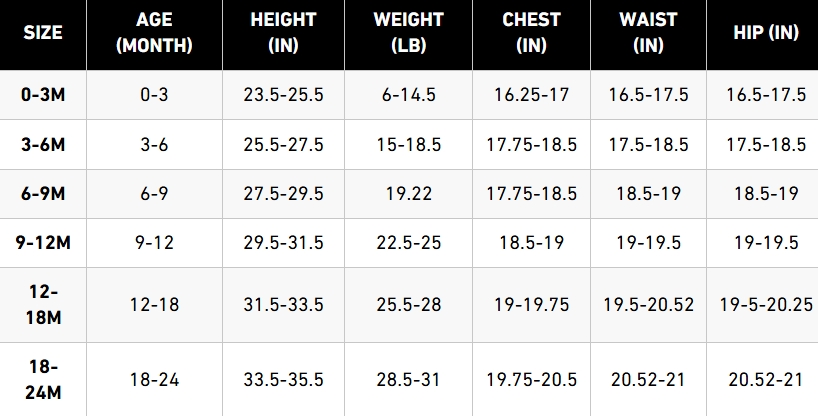 SIZE AGE (MONTH) HEIGHT (IN) WEIGHT (LB) CHEST (IN) WAIST (IN) HIP (IN)
0-3M 0-3 23.5-25.5 6-14.5 16.25-17 16.5-17.5 16.5-17.5
3-6M 3-6 25.5-27.5 15-18.5 17.75-18.5 17.5-18.5 17.5-18.5
6-9M 6-9 27.5-29.5 19.22 17.75-18.5 18.5-19 18.5-19
9-12M 9-12 29.5-31.5 22.5-25 18.5-19 19-19.5 19-19.5
12-18M 12-18 31.5-33.5 25.5-28 19-19.75 19.5-20.52 19-5-20.25
18-24M 18-24 33.5-35.5 28.5-31 19.75-20.5 20.52-21 20.52-21